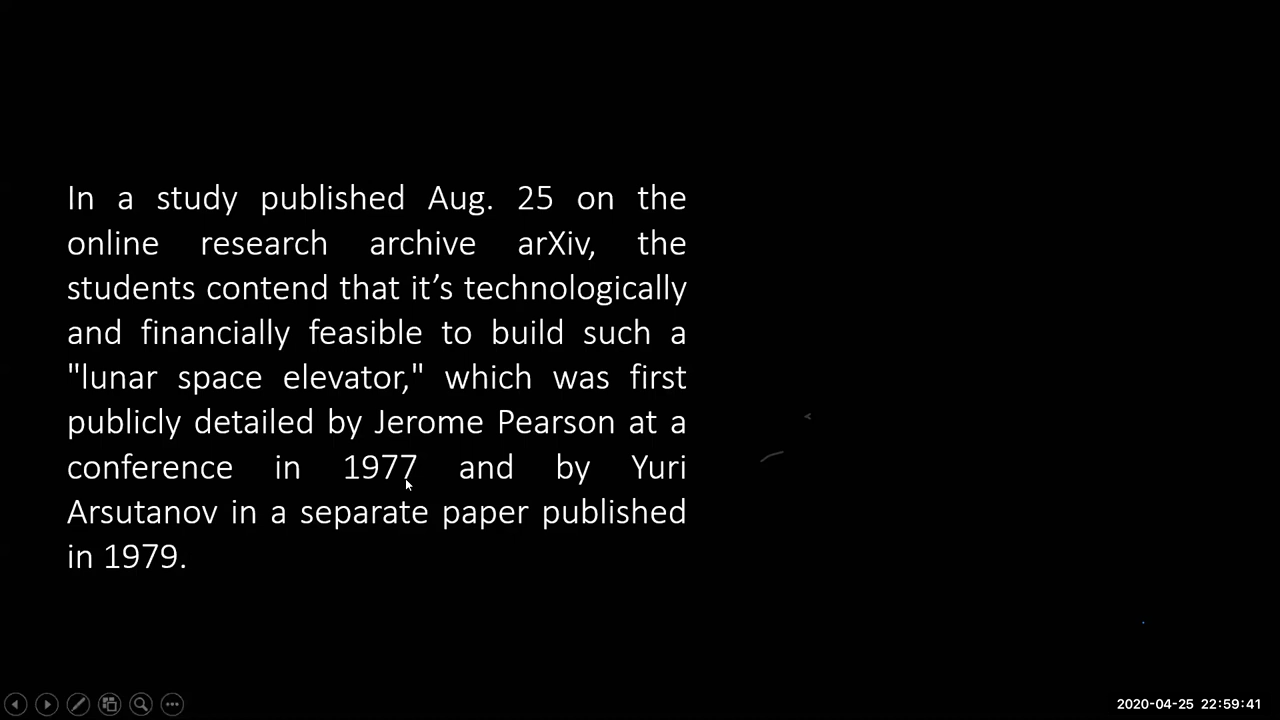 In a study published Aug. 25 on the
online research archive arXiv, the
students contend that it’s technologically
and financially feasible to build such a
"lunar space elevator," which was first
publicly detailed by Jerome Pearson at a
conference in 1977 and by Yuri
Arsutanov in a separate paper published
in 1979.
2020-04-25 22:59:41